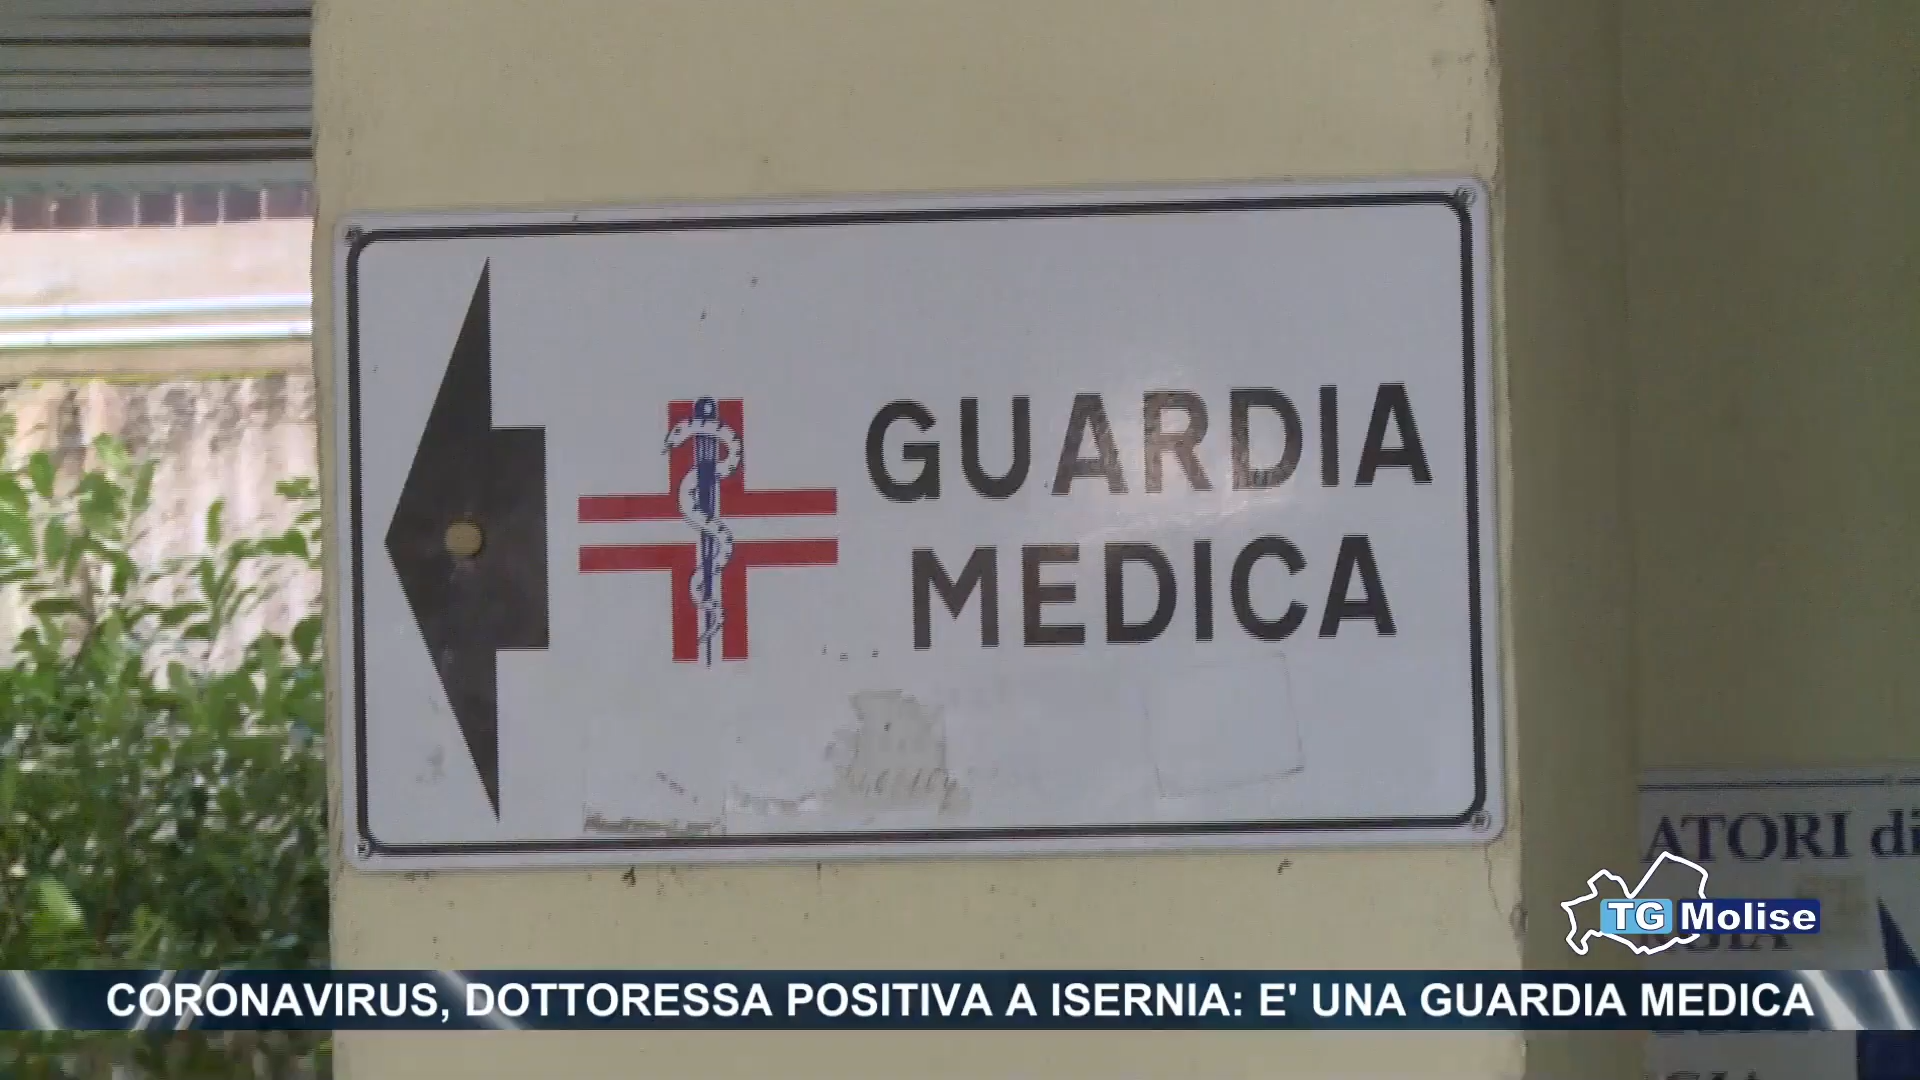 GUARDIA
MEDICA
ATORI di
TG Molise
CORONAVIRUS, DOTTORESSA POSITIVA A ISERNIA: E' UNA GUARDIA MEDICA